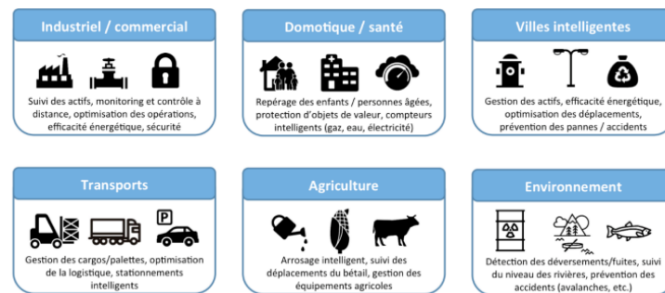 Industriel / commercial
Suivi des actifs, monitoring et contrôle à
distance, optimisation des opérations,
efficacité énergétique, sécurité
Domotique / santé
Repérage des enfants / personnes âgées,
protection d'objets de valeur, compteurs
intelligents (gaz, eau, électricité)
Villes intelligentes
Gestion des actifs, efficacité énergétique,
optimisation des déplacements,
prévention des pannes / accidents
Transports
P
Gestion des cargos/palettes, optimisation
de la logistique, stationnements
intelligents
Agriculture
Arrosage intelligent, suivi des
déplacements du bétail, gestion des
équipements agricoles
Environnement
Détection des déversements/fuites, suivi
du niveau des rivières, prévention des
accidents (avalanches, etc.)